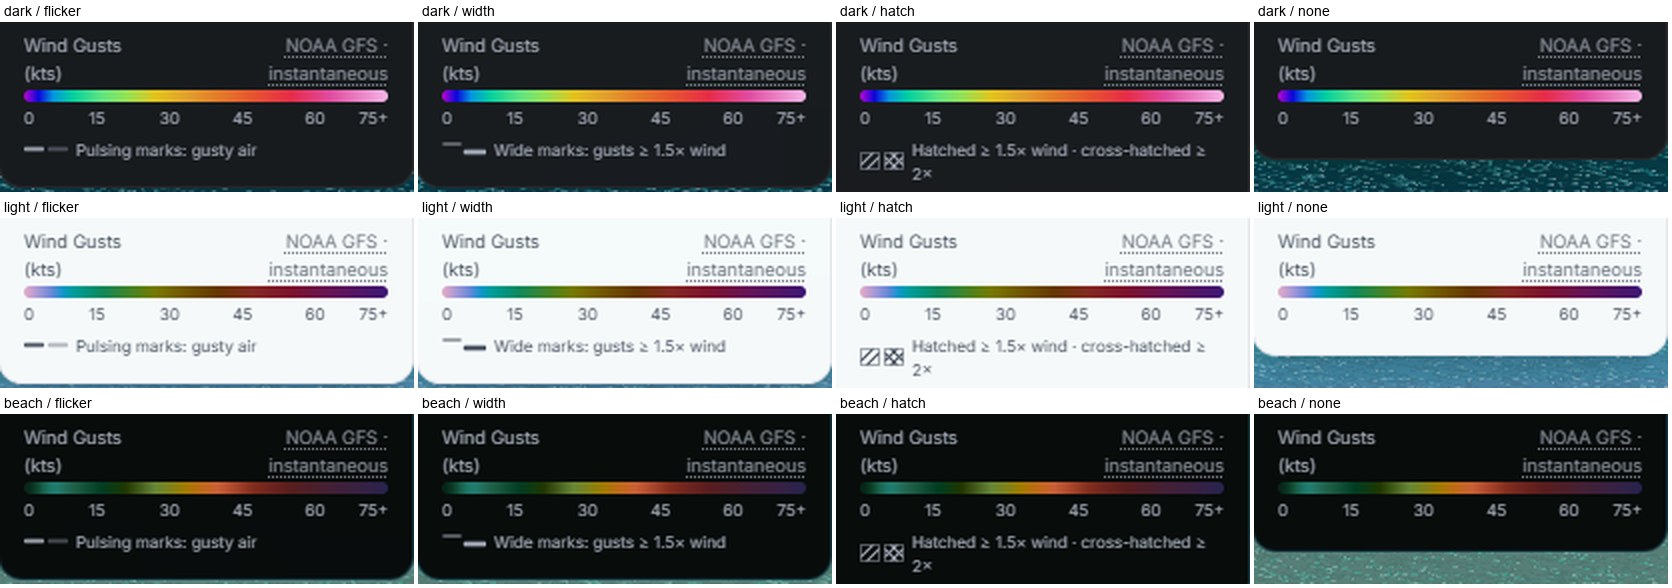 dark / flicker
dark / width
dark / hatch
dark / none
Wind Gusts NOAA GFS ·
(kts) instantaneous
0 15 30 45 60 75+
Pulsing marks: gusty air
Wind Gusts NOAA GFS ·
(kts) instantaneous
0 15 30 45 60 75+
Wide marks: gusts ≥ 1.5× wind
Wind Gusts NOAA GFS ·
(kts) instantaneous
0 15 30 45 60 75+
Hatched ≥ 1.5× wind · cross-hatched ≥
2×
Wind Gusts NOAA GFS ·
(kts) instantaneous
0 15 30 45 60 75+
light / flicker
light / width
light / hatch
light / none
Wind Gusts NOAA GFS ·
(kts) instantaneous
0 15 30 45 60 75+
Pulsing marks: gusty air
Wind Gusts NOAA GFS ·
(kts) instantaneous
0 15 30 45 60 75+
Wide marks: gusts ≥ 1.5× wind
Wind Gusts NOAA GFS ·
(kts) instantaneous
0 15 30 45 60 75+
Hatched ≥ 1.5× wind · cross-hatched ≥
2×
Wind Gusts NOAA GFS ·
(kts) instantaneous
0 15 30 45 60 75+
beach / flicker
beach / width
beach / hatch
beach / none
Wind Gusts NOAA GFS ·
(kts) instantaneous
0 15 30 45 60 75+
Pulsing marks: gusty air
Wind Gusts NOAA GFS ·
(kts) instantaneous
0 15 30 45 60 75+
Wide marks: gusts ≥ 1.5× wind
Wind Gusts NOAA GFS ·
(kts) instantaneous
0 15 30 45 60 75+
Hatched ≥ 1.5× wind · cross-hatched ≥
2×
Wind Gusts NOAA GFS ·
(kts) instantaneous
0 15 30 45 60 75+